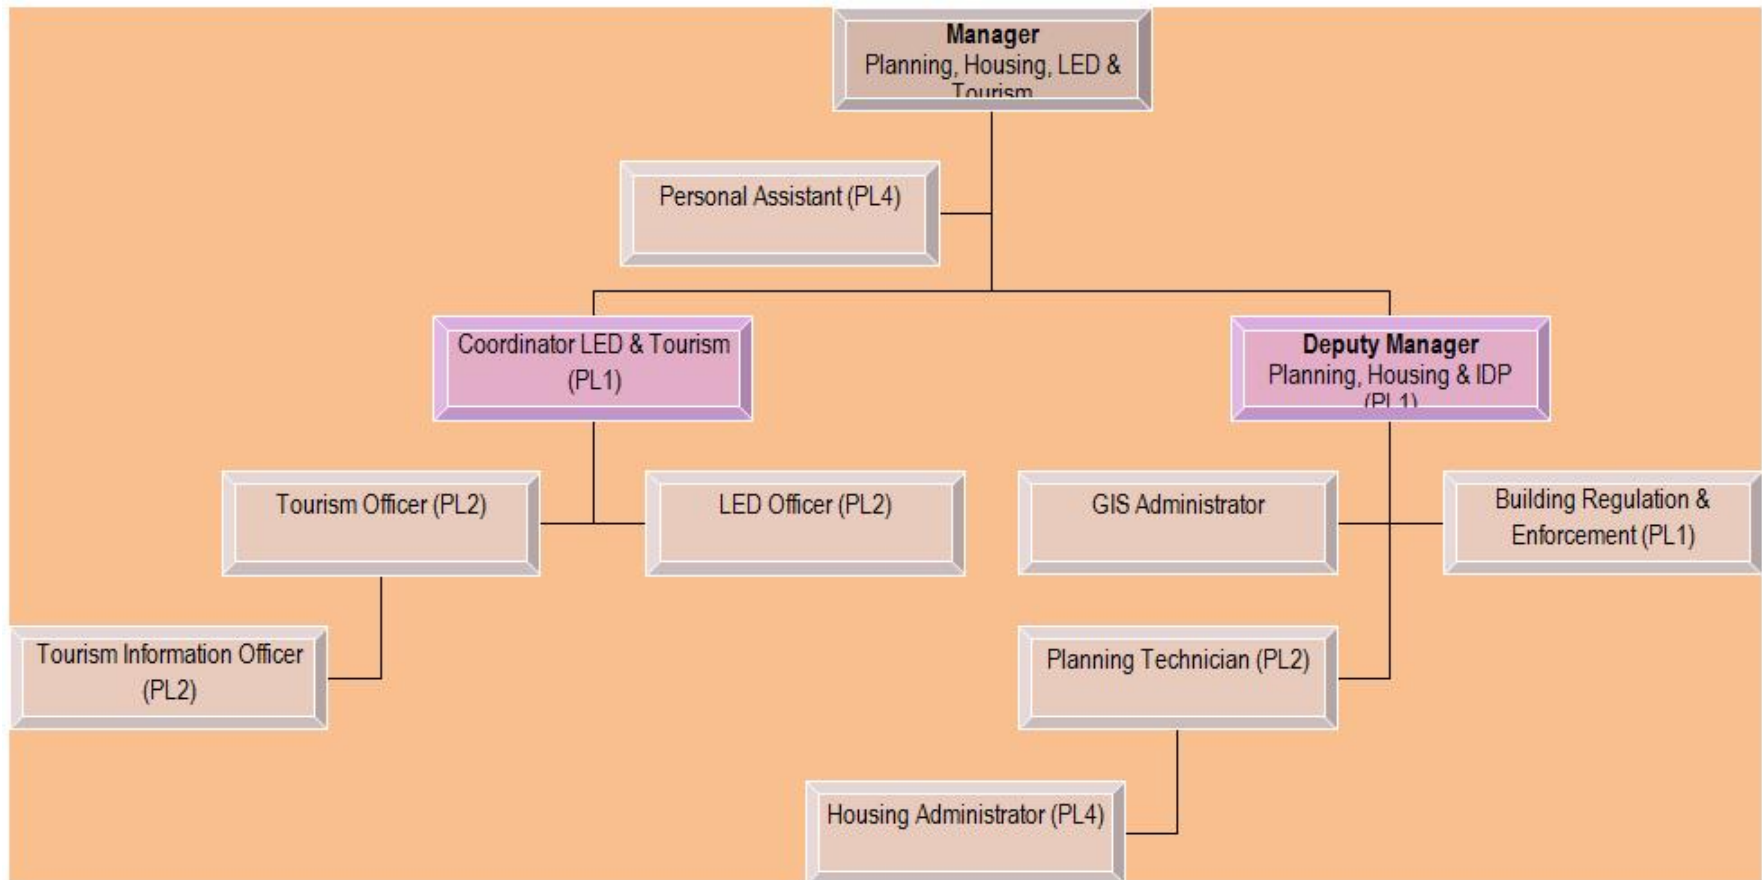 Manager
Planning, Housing, LED &
Tourism
Personal Assistant (PL4)
Coordinator LED & Tourism
(PL1)
Deputy Manager
Planning, Housing & IDP
(PL1)
Tourism Officer (PL2)
LED Officer (PL2)
GIS Administrator
Building Regulation &
Enforcement (PL1)
Tourism Information Officer
(PL2)
Planning Technician (PL2)
Housing Administrator (PL4)